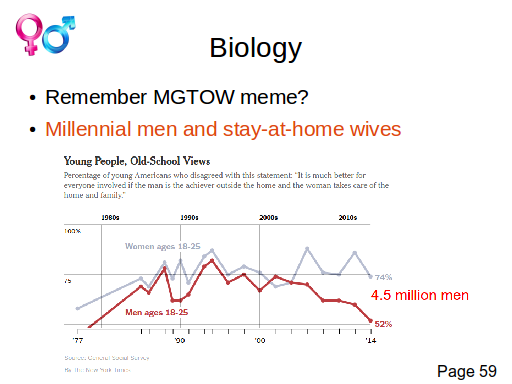 Biology
• Remember MGTOW meme?
• Millennial men and stay-at-home wives
Young People, Old-School Views
Percentage of young Americans who disagreed with this statement: "It is much better for
everyone involved if the man is the achiever outside the home and the woman takes care of the
home and family."
1980s 1990s 2000s 2010s
100%
Women ages 18-25
74%
75
4.5 million men
Men ages 18-25
52%
'77 '90 '00 '14
Source: General Social Survey
By The New York Times
Page 59